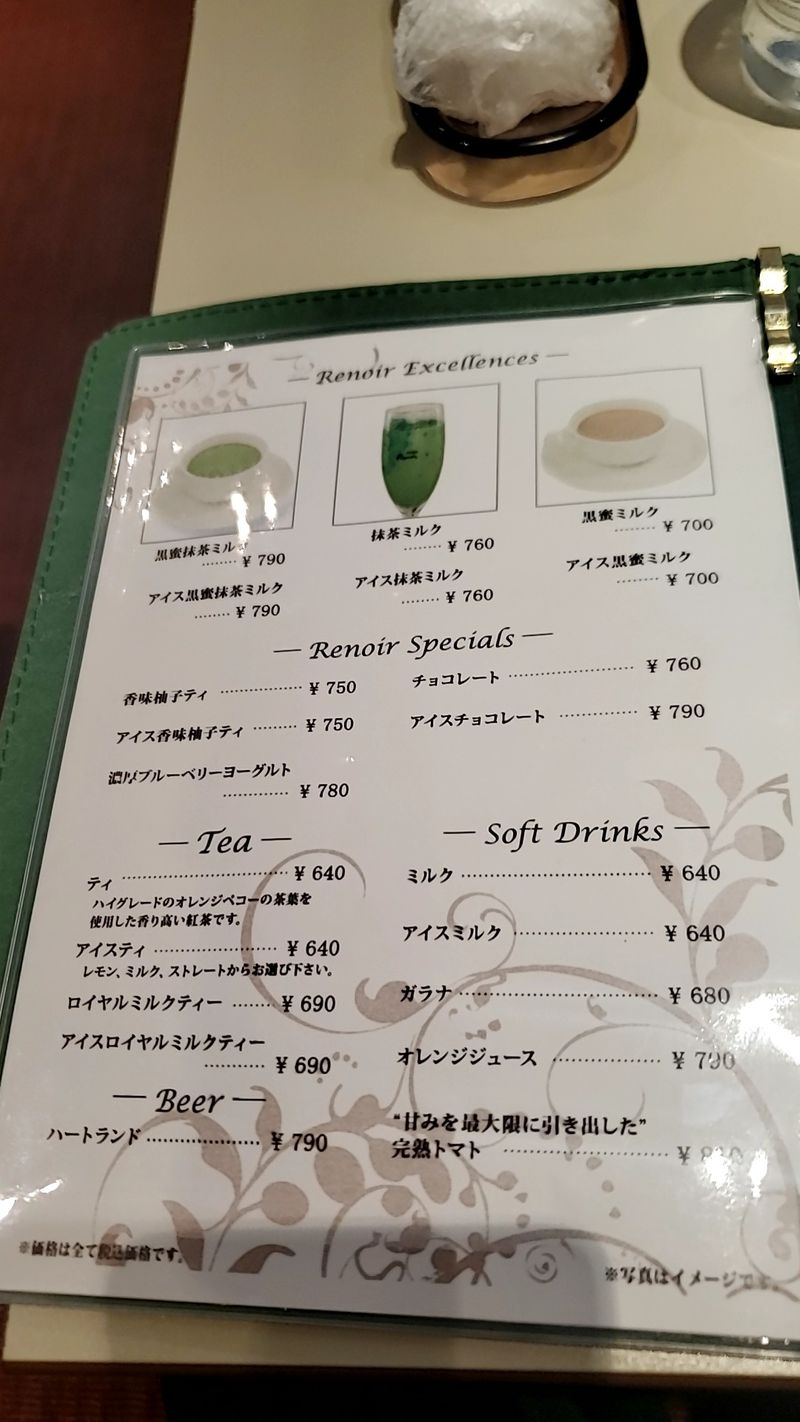 Renoir Excellences
黒蜜抹茶ミルク
¥ 790
アイス黒蜜抹茶ミルク
¥ 790
抹茶ミルク
¥ 760
アイス抹茶ミルク
¥ 760
黒蜜ミルク
¥ 700
アイス黒蜜ミルク
¥ 700
Renoir Specials
香味柚子ティ ¥ 750
アイス香味柚子ティ ¥ 750
濃厚ブルーベリーヨーグルト
¥ 780
チョコレート ¥ 760
アイスチョコレート ¥ 790
Tea
ティ ¥ 640
ハイグレードのオレンジペコーの茶葉を
使用した香り高い紅茶です。
アイスティ ¥ 640
レモン、ミルク、ストレートからお選び下さい。
ロイヤルミルクティー ¥ 690
アイスロイヤルミルクティー
¥ 690
Beer
ハートランド ¥ 790
Soft Drinks
ミルク ¥ 640
アイスミルク ¥ 640
ガラナ ¥ 680
オレンジジュース ¥ 790
“甘みを最大限に引き出した”
完熟トマト ¥
※価格は全て税込価格です。
※写真はイメージです。